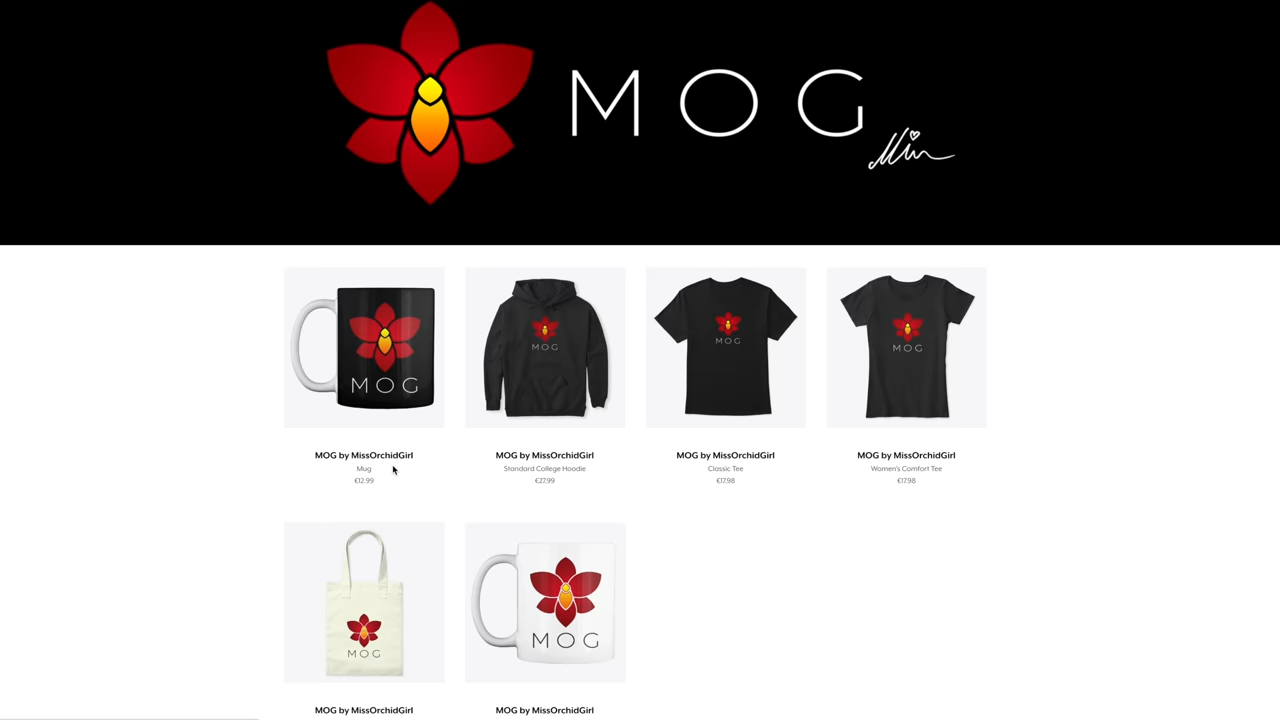 MOG
Min
MOG
MOG
MOG
MOG
MOG by MissOrchidGirl
Mug
€12.99
MOG by MissOrchidGirl
Standard College Hoodie
€27.99
MOG by MissOrchidGirl
Classic Tee
€17.98
MOG by MissOrchidGirl
Women's Comfort Tee
€17.98
MOG
MOG
MOG by MissOrchidGirl
MOG by MissOrchidGirl